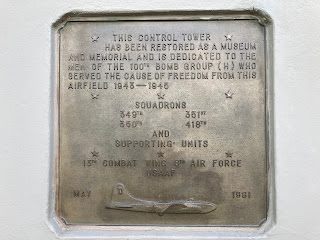 THIS CONTROL TOWER
HAS BEEN RESTORED AS A MUSEUM
AND MEMORIAL AND IS DEDICATED TO THE
MEN OF THE 100TH BOMB GROUP (H) WHO
SERVED THE CAUSE OF FREEDOM FROM THIS
AIRFIELD 1943—1945
SQUADRONS
349TH 351ST
350TH 418TH
AND
SUPPORTING UNITS
13TH COMBAT WING 8TH AIR FORCE
USAAF
MAY D 1981